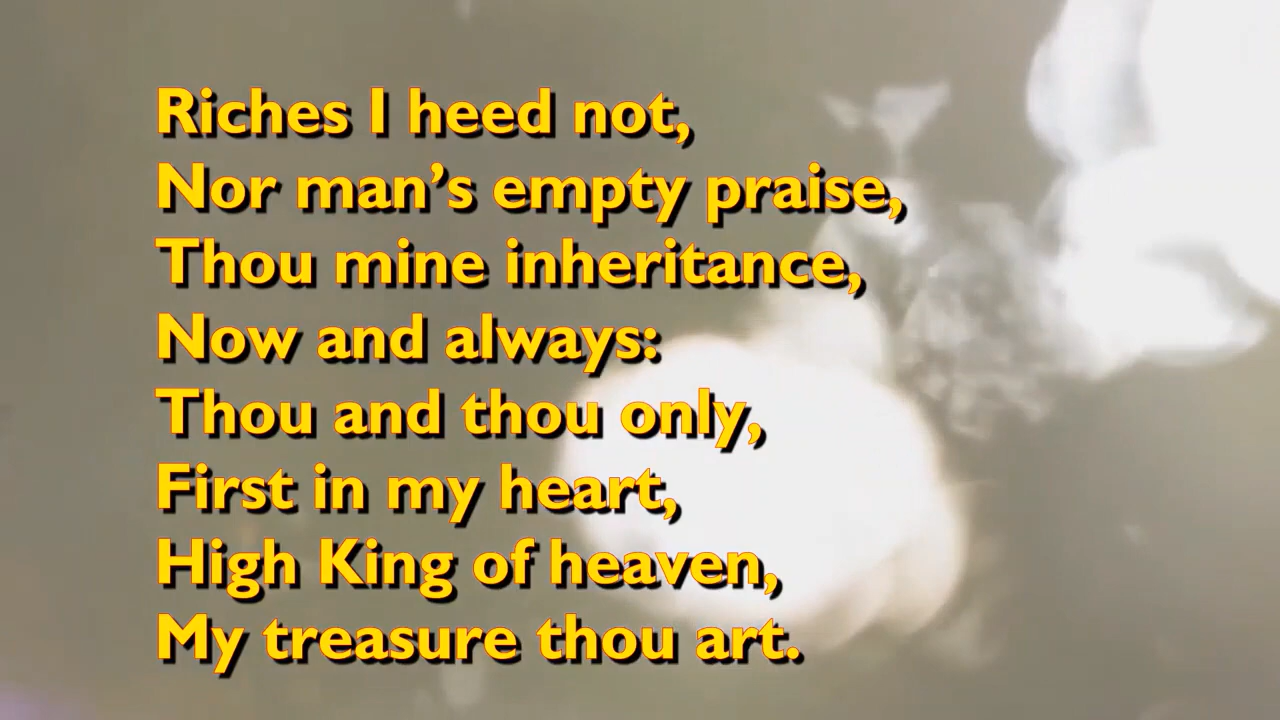 Riches I heed not,
Nor man’s empty praise,
Thou mine inheritance,
Now and always:
Thou and thou only,
First in my heart,
High King of heaven,
My treasure thou art.